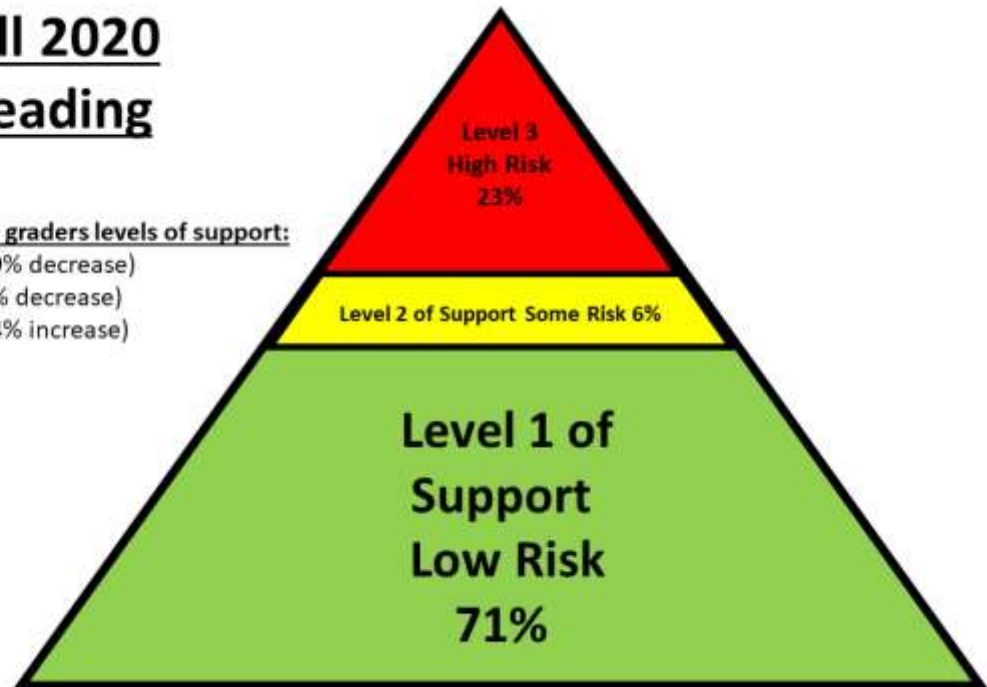 ll 2020
eading
graders levels of support:
% decrease)
% decrease)
% increase)
Level 3
High Risk
23%
Level 2 of Support Some Risk 6%
Level 1 of
Support
Low Risk
71%